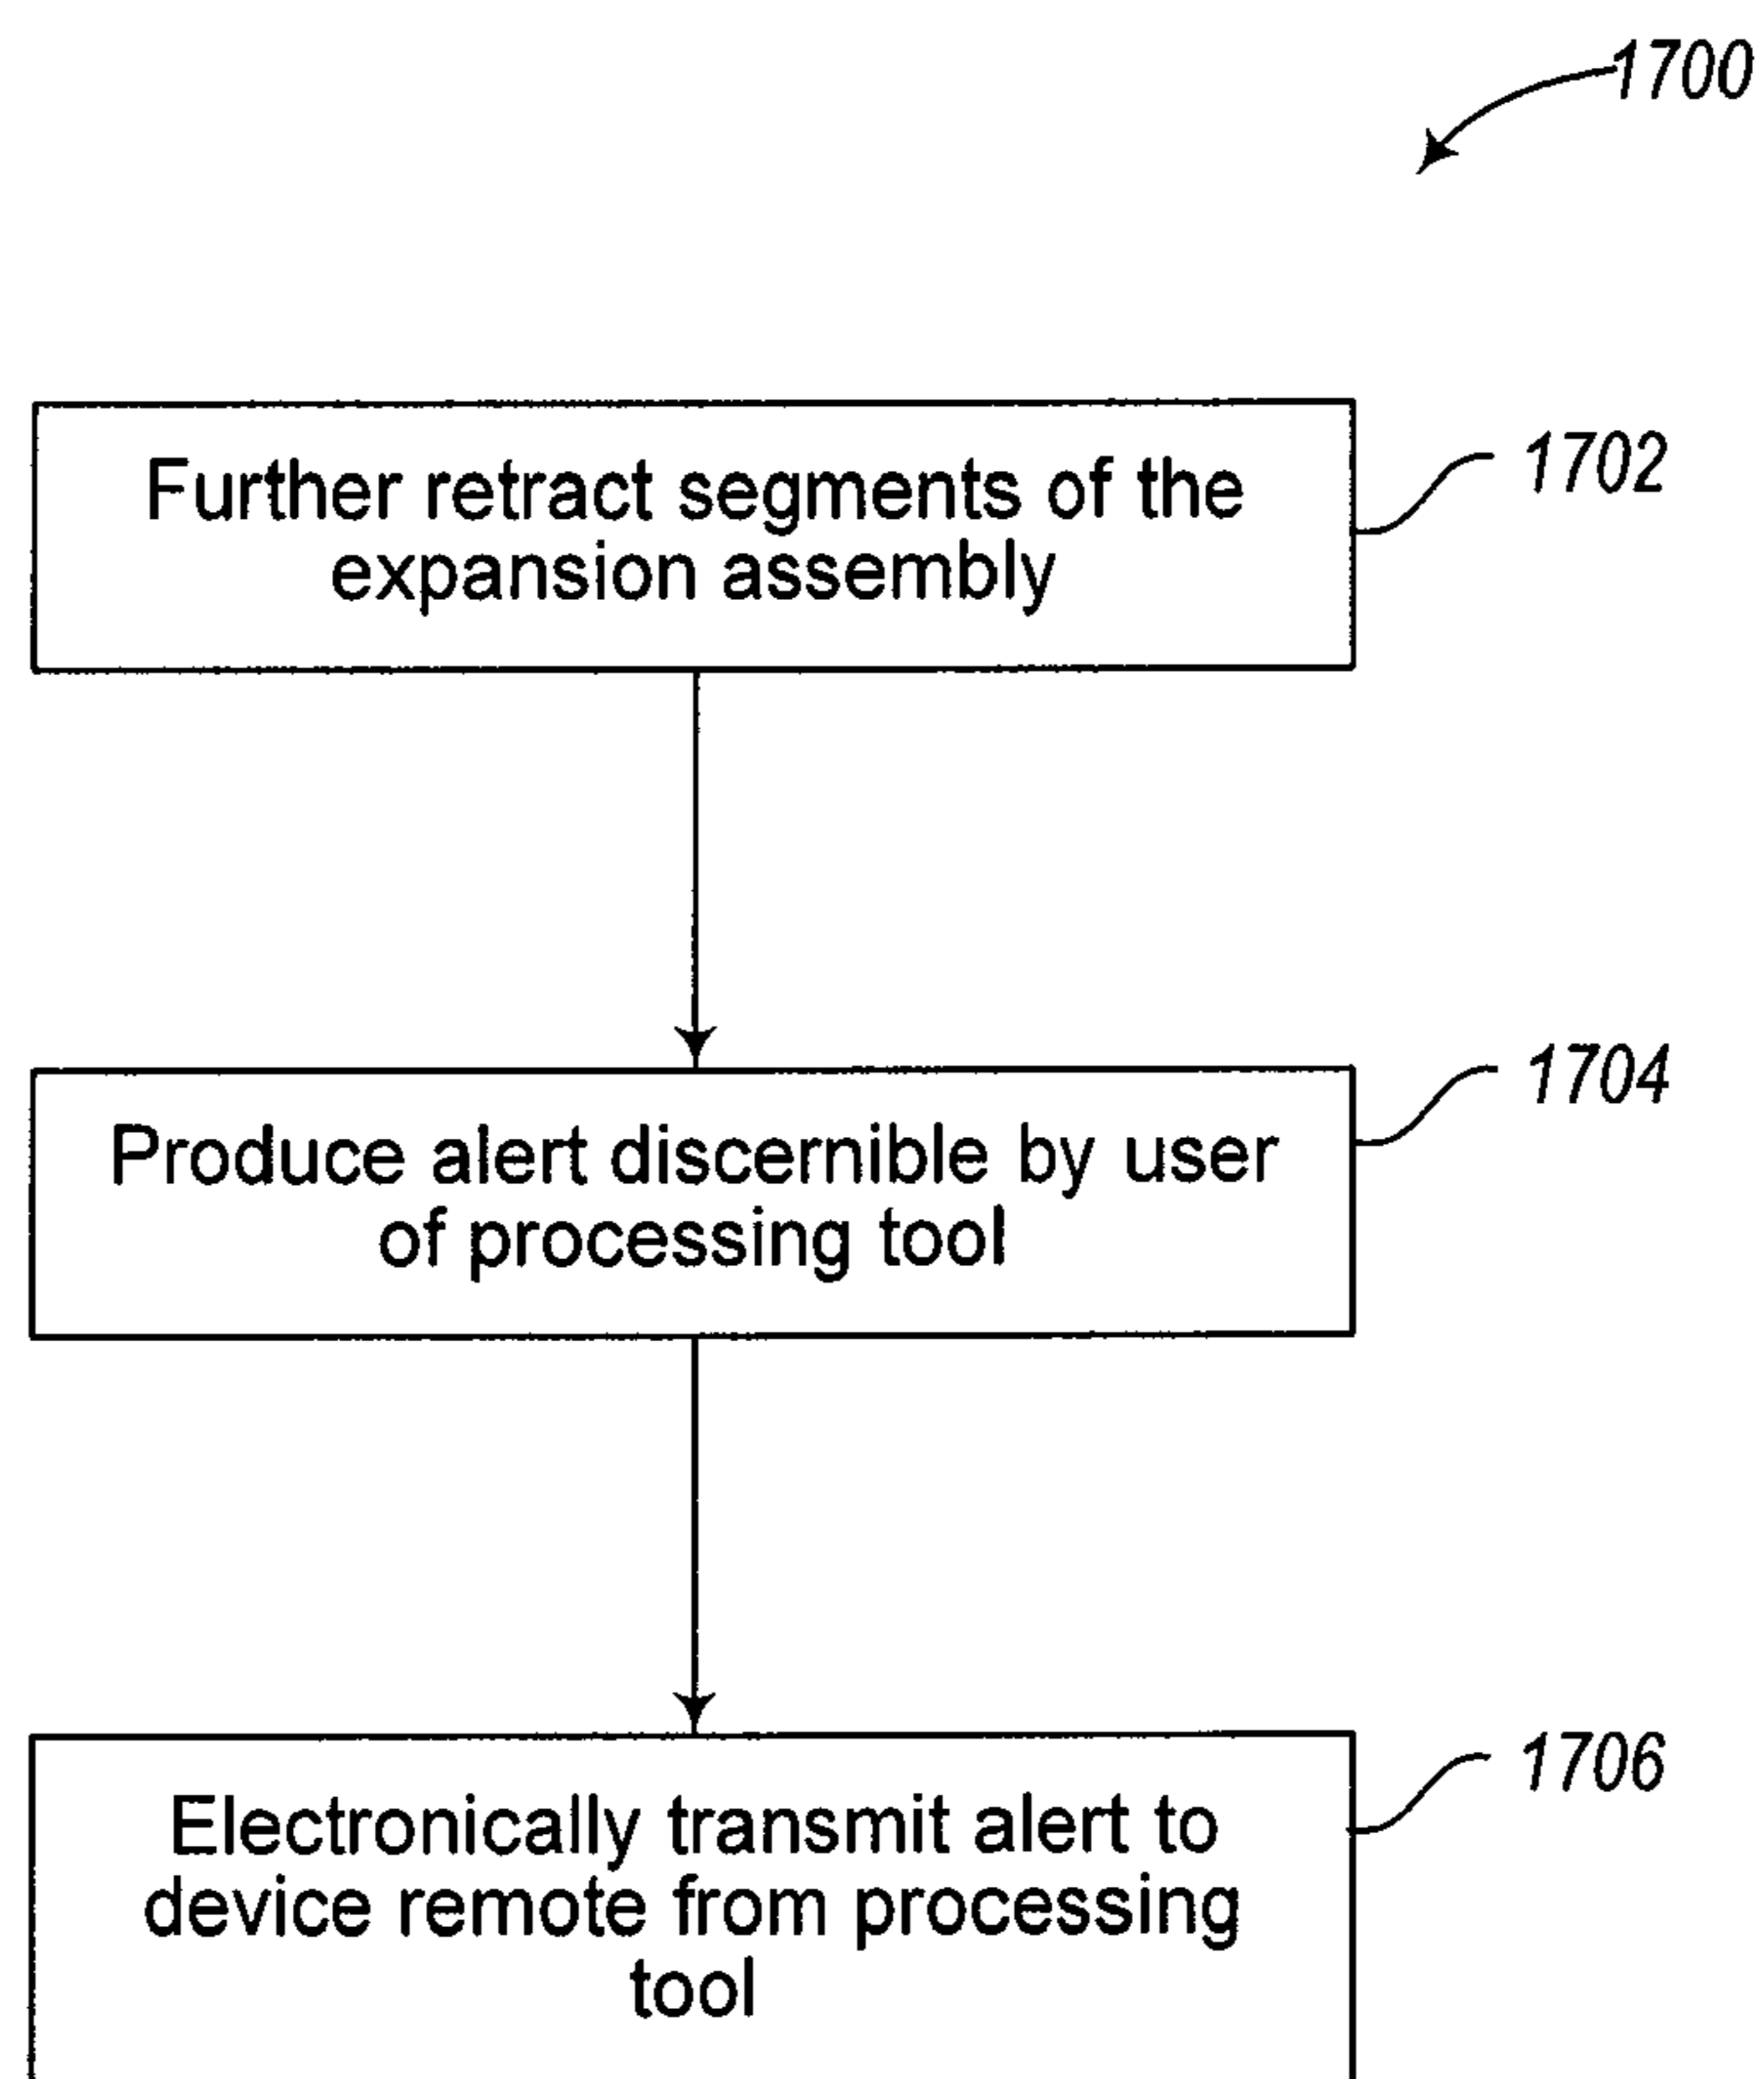 1700
Further retract segments of the
expansion assembly
1702
Produce alert discernible by user
of processing tool
1704
Electronically transmit alert to
device remote from processing
tool
1706